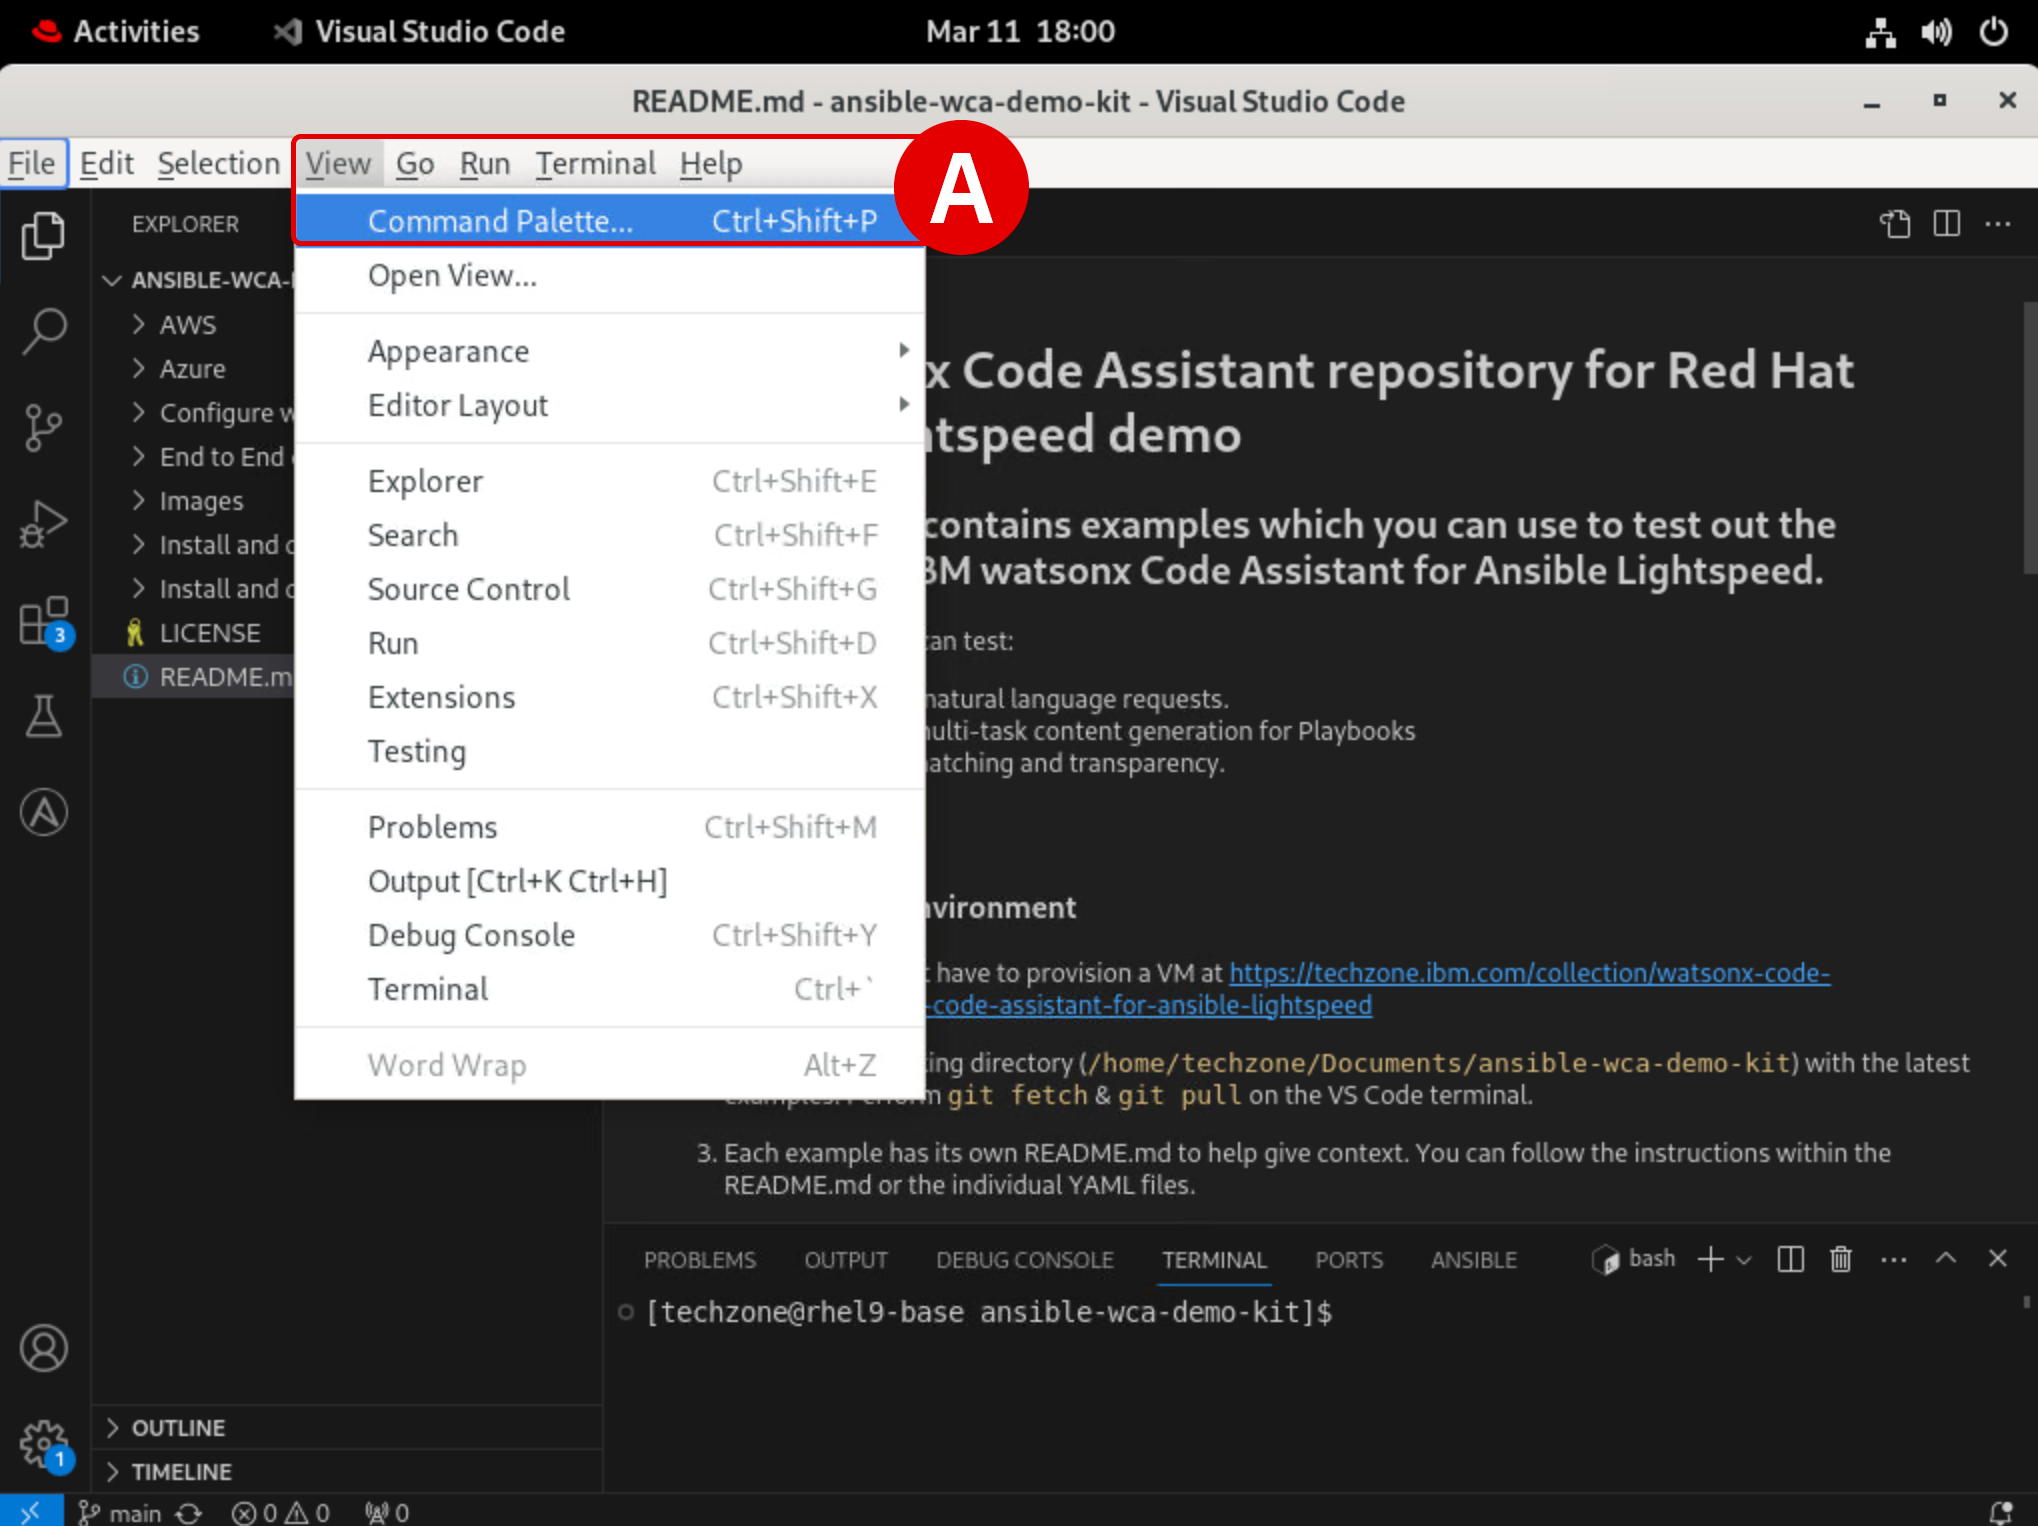 Activities
Visual Studio Code
Mar 11 18:00
README.md - ansible-wca-demo-kit - Visual Studio Code
File Edit Selection View Go Run Terminal Help
A
Command Palette... Ctrl+Shift+P
Open View...
Appearance
Editor Layout
Explorer Ctrl+Shift+E
Search Ctrl+Shift+F
Source Control Ctrl+Shift+G
Run Ctrl+Shift+D
Extensions Ctrl+Shift+X
Testing
Problems Ctrl+Shift+M
Output [Ctrl+K Ctrl+H]
Debug Console Ctrl+Shift+Y
Terminal Ctrl+`
Word Wrap Alt+Z
EXPLORER
ANSIBLE-WCA-
AWS
Azure
Configure w
End to End
Images
Install and
Install and
LICENSE
README.m
3
x Code Assistant repository for Red Hat
tspeed demo
contains examples which you can use to test out the
BM watsonx Code Assistant for Ansible Lightspeed.
an test:
natural language requests.
ulti-task content generation for Playbooks
atching and transparency.
vironment
have to provision a VM at https://techzone.ibm.com/collection/watsonx-code-
-code-assistant-for-ansible-lightspeed
ing directory (/home/techzone/Documents/ansible-wca-demo-kit) with the latest
git fetch & git pull on the VS Code terminal.
3. Each example has its own README.md to help give context. You can follow the instructions within the
README.md or the individual YAML files.
PROBLEMS OUTPUT DEBUG CONSOLE TERMINAL PORTS ANSIBLE bash
[techzone@rhel9-base ansible-wca-demo-kit]$
OUTLINE
TIMELINE
1
main 0 0 0